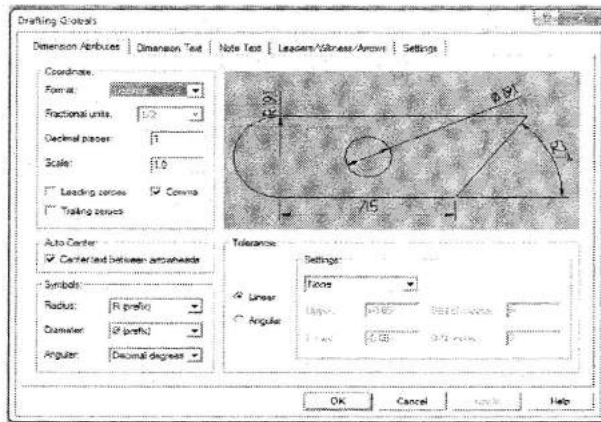 Drafting Globals
Dimension Attributes
Dimension Text
Note Text
Leaders/Witness/Arrows
Settings
Coordinate
Format:
Fractional units:
1/2
Decimal places:
1
Scale:
1.0
Leading zeroes
Comma
Trailing zeroes
Auto Center
Center text between arrowheads
Symbols:
Radius:
R (prefix)
Diameter:
Ø (prefix)
Angular:
Decimal degrees
Tolerance
Linear
Angular
Settings:
None
OK
Cancel
Help